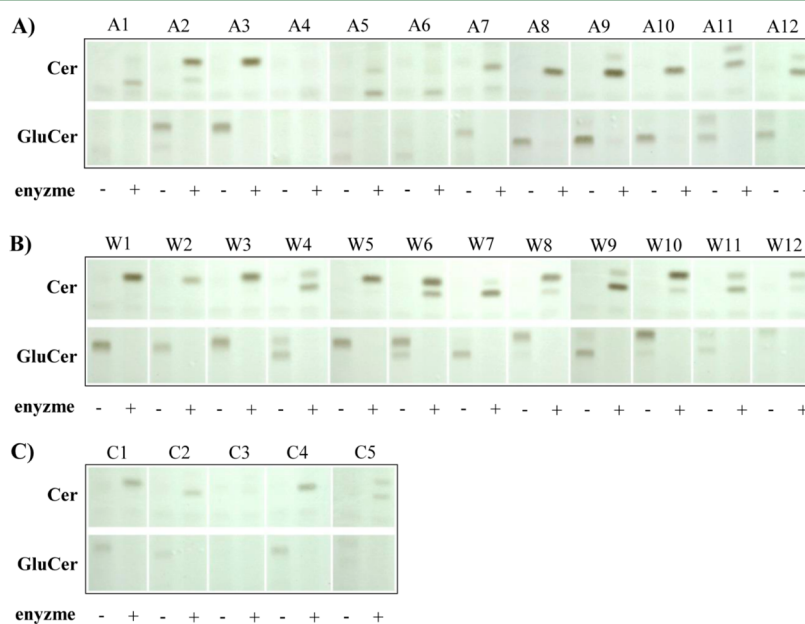 A) A1 A2 A3 A4 A5 A6 A7 A8 A9 A10 A11 A12
Cer
GluCer
enyzme - + - + - + - + - + - + - + - + - + - + - + - +
B) W1 W2 W3 W4 W5 W6 W7 W8 W9 W10 W11 W12
Cer
GluCer
enyzme - + - + - + - + - + - + - + - + - + - + - + - +
C) C1 C2 C3 C4 C5
Cer
GluCer
enyzme - + - + - + - + - +